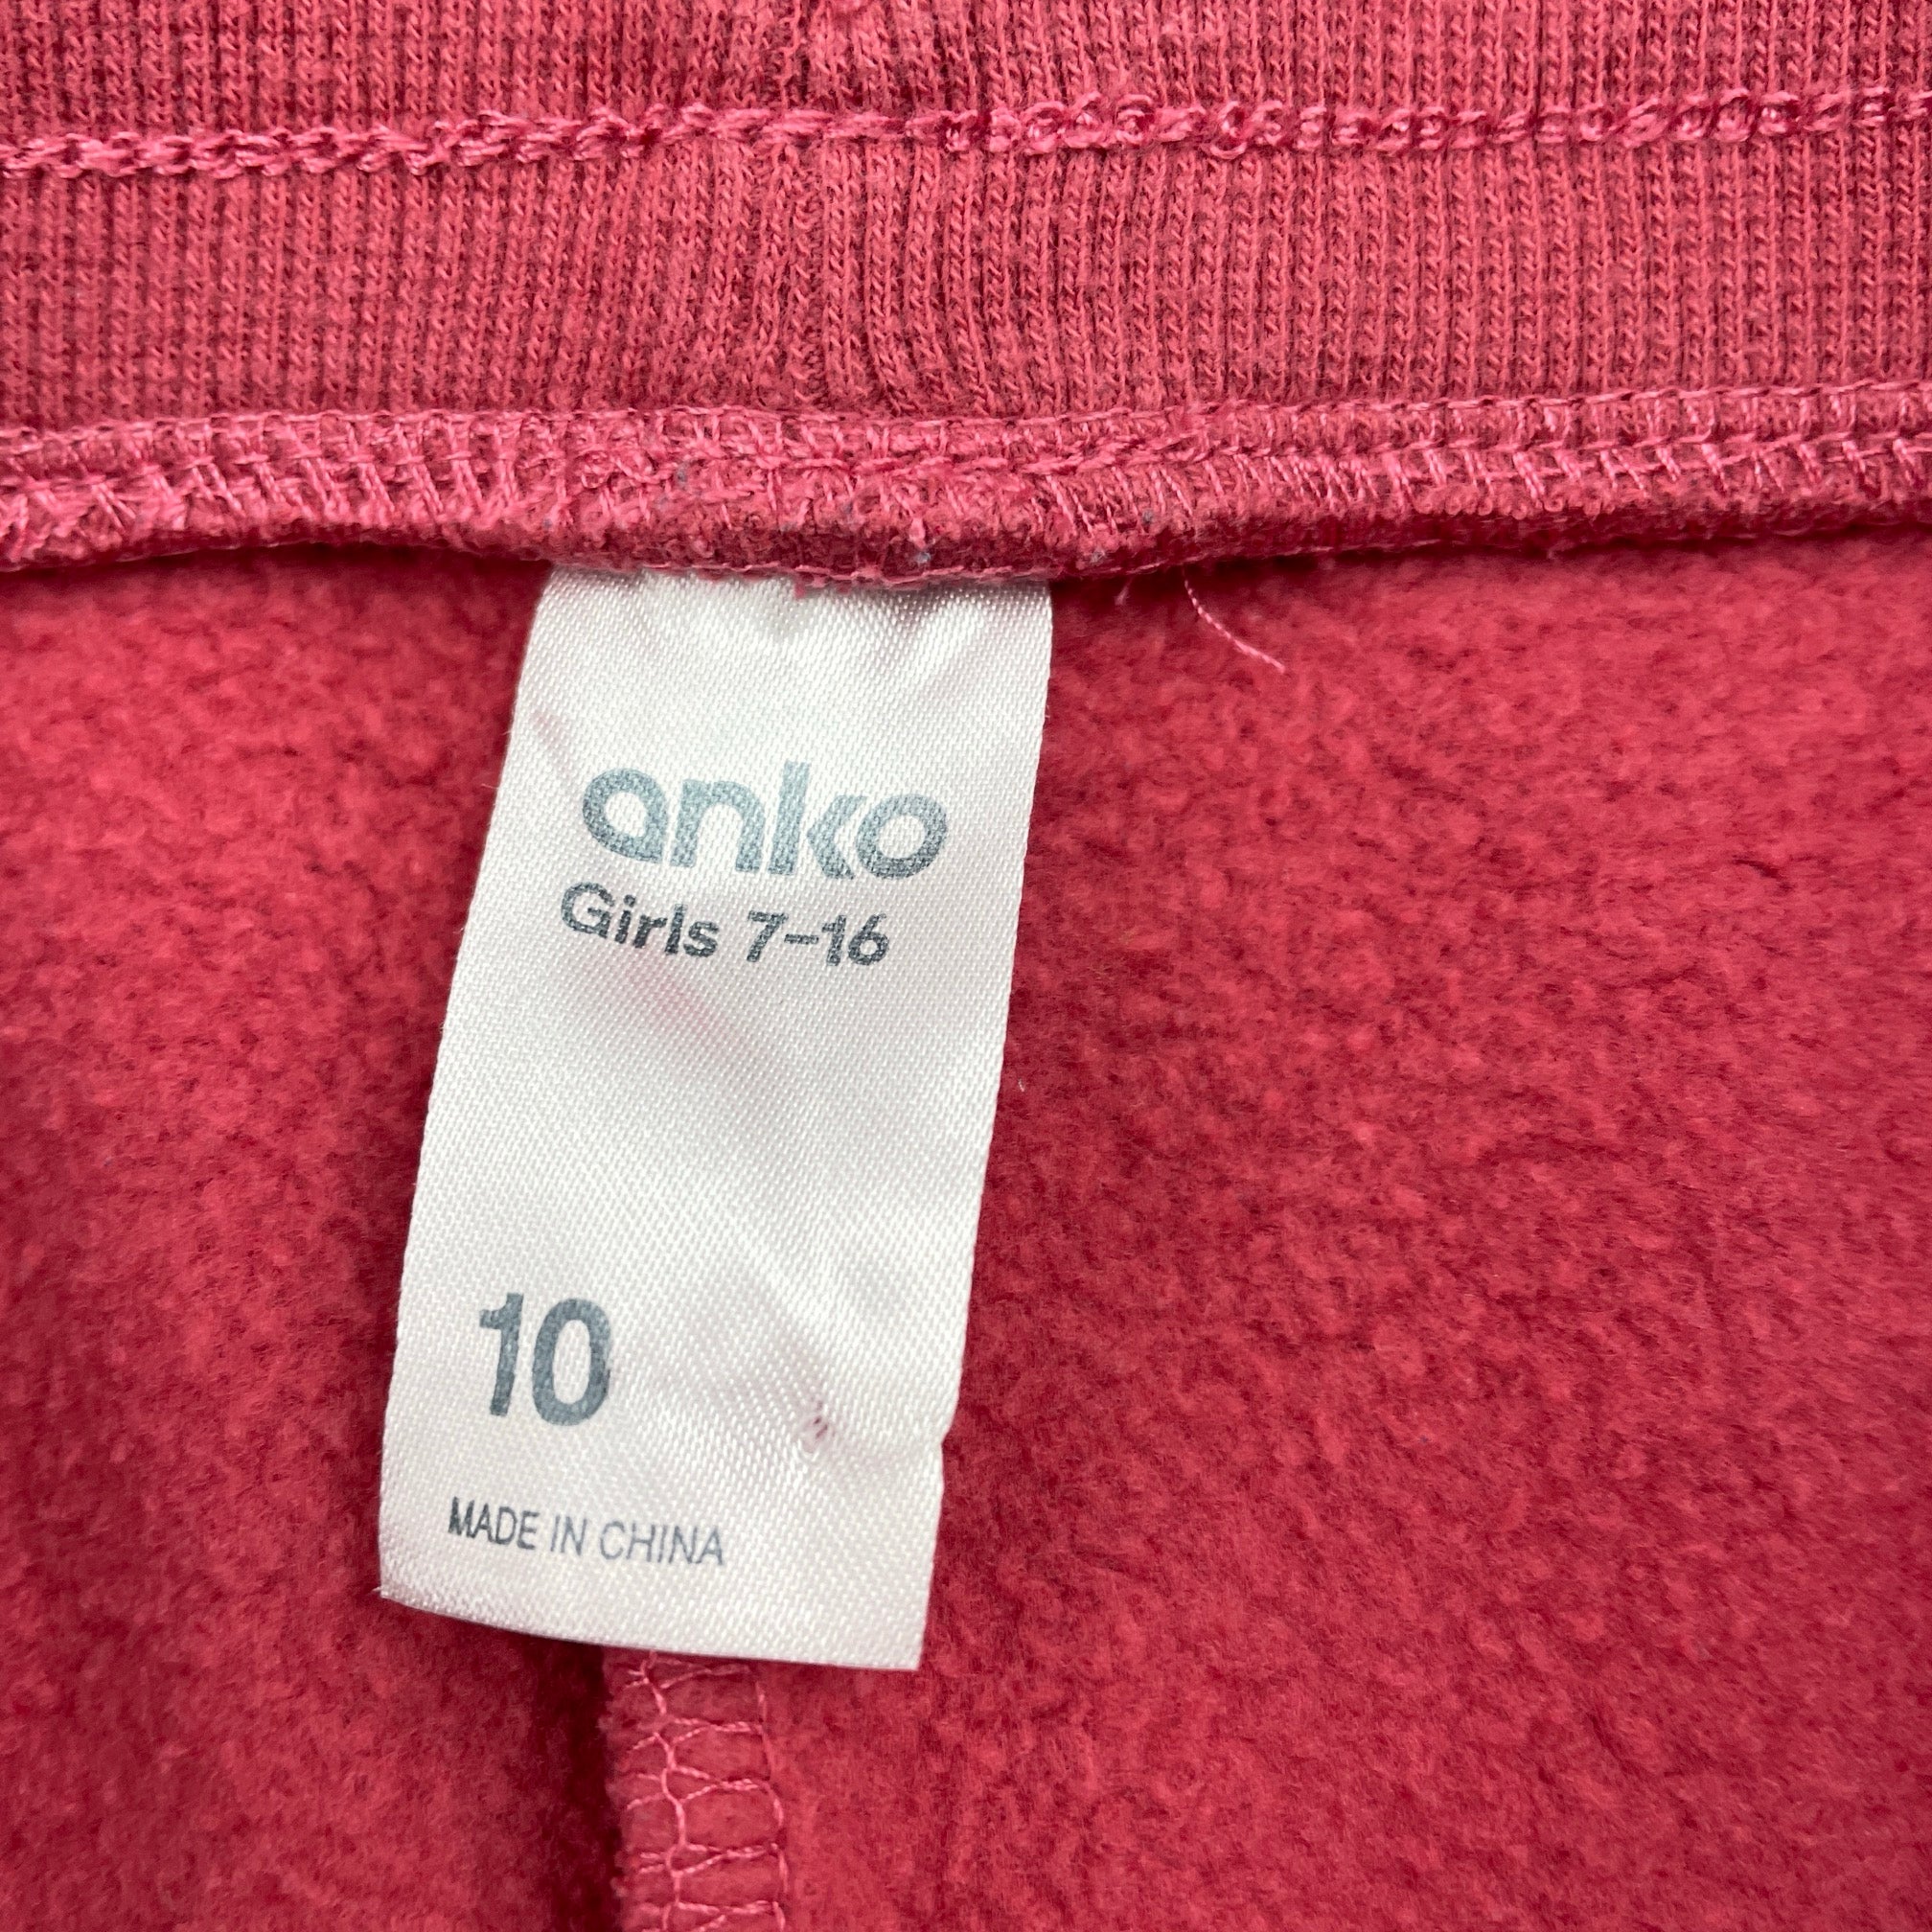 anko
Girls 7-16
10
MADE IN CHINA